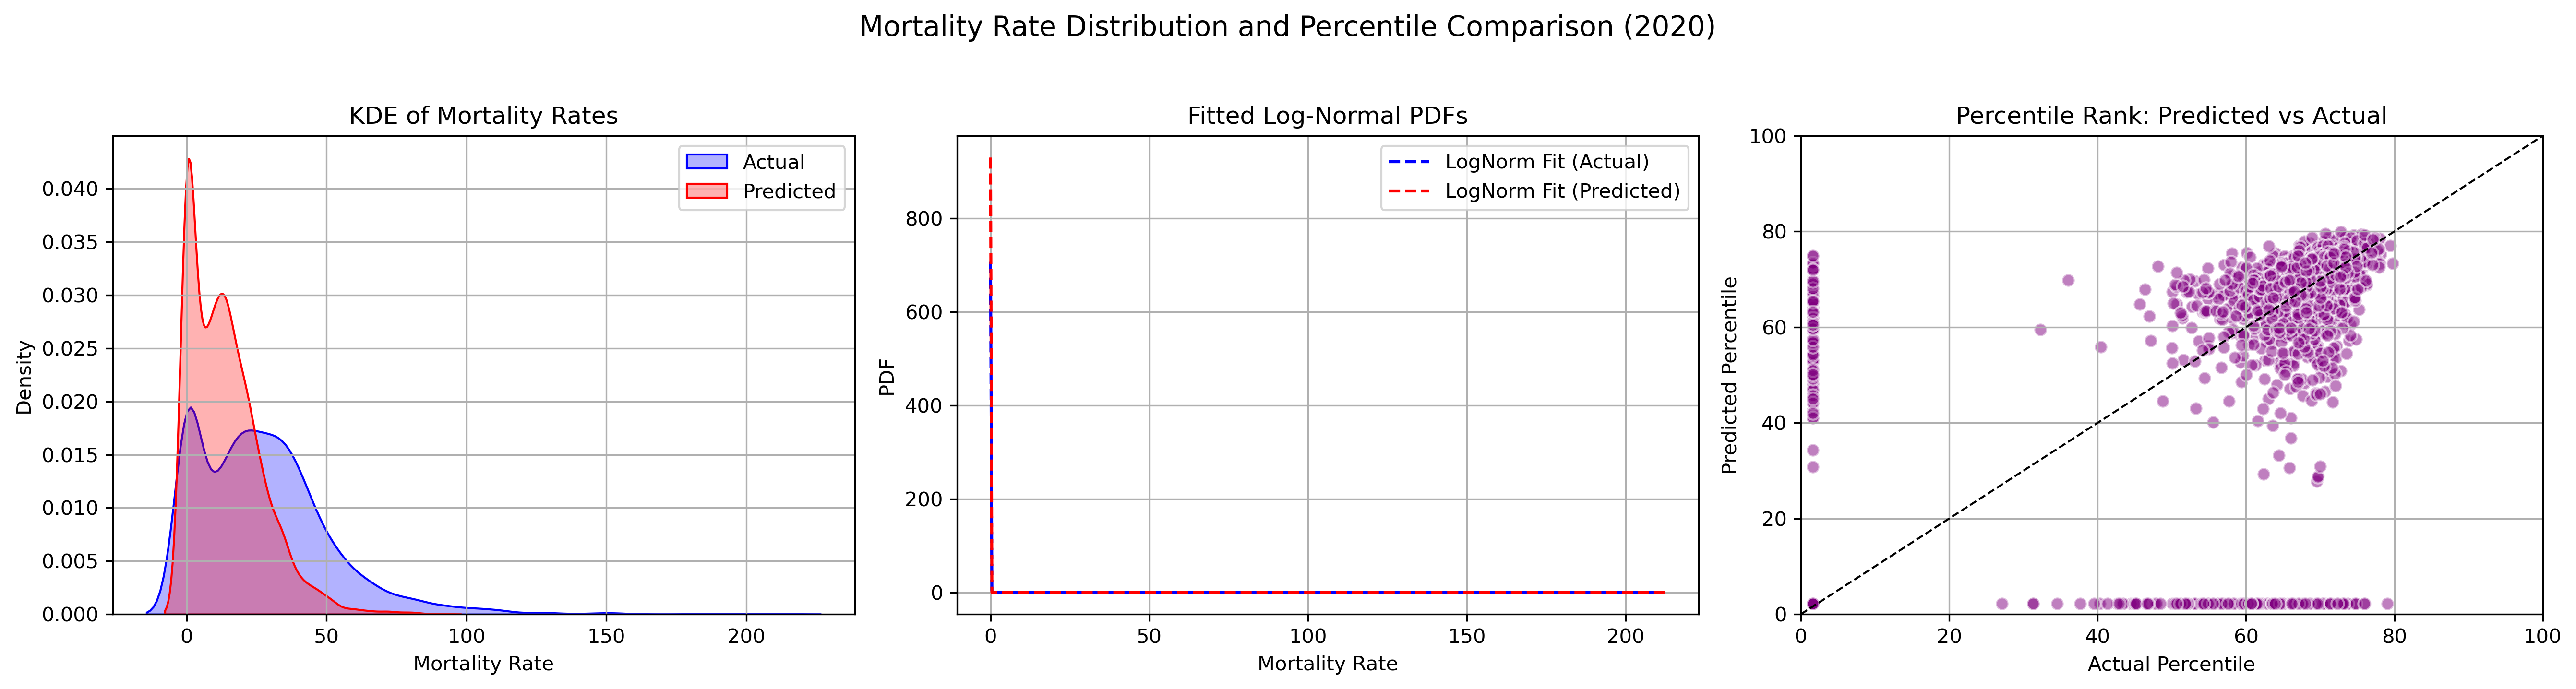 Mortality Rate Distribution and Percentile Comparison (2020)
KDE of Mortality Rates
Actual
Predicted
0.040
0.035
0.030
0.025
0.020
0.015
0.010
0.005
0.000
Density
0
50
100
150
200
Mortality Rate
Fitted Log-Normal PDFs
LogNorm Fit (Actual)
LogNorm Fit (Predicted)
800
600
400
200
0
PDF
0
50
100
150
200
Mortality Rate
Percentile Rank: Predicted vs Actual
100
80
60
40
20
0
Predicted Percentile
0
20
40
60
80
100
Actual Percentile